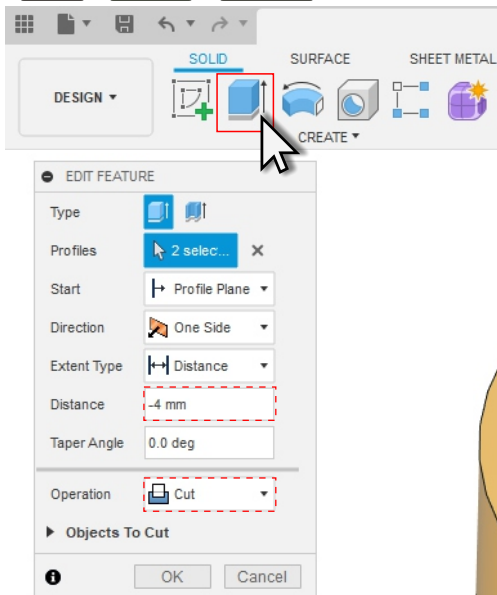 SOLID SURFACE SHEET METAL
DESIGN
CREATE
EDIT FEATURE
Type
Profiles 2 selec...
Start Profile Plane
Direction One Side
Extent Type Distance
Distance -4 mm
Taper Angle 0.0 deg
Operation Cut
Objects To Cut
OK Cancel